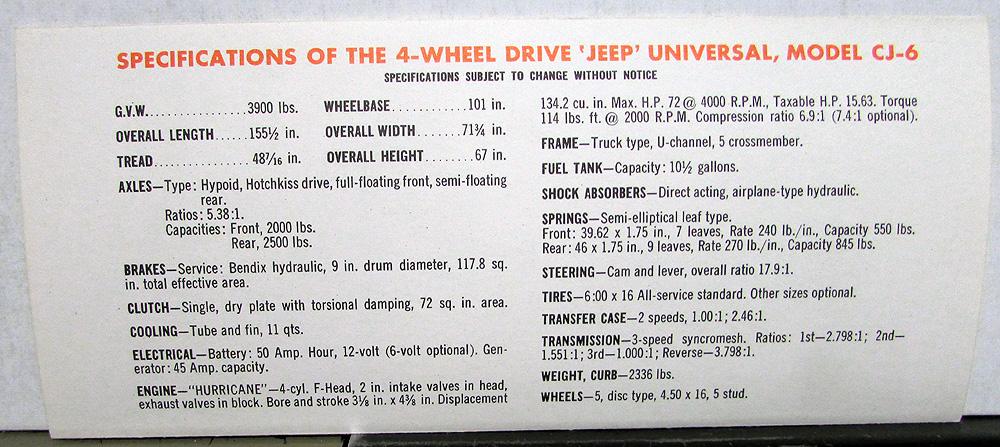 SPECIFICATIONS OF THE 4-WHEEL DRIVE 'JEEP' UNIVERSAL, MODEL CJ-6
SPECIFICATIONS SUBJECT TO CHANGE WITHOUT NOTICE
G.V.W. ................3900 lbs.
WHEELBASE............101 in.
OVERALL LENGTH......155½ in.
OVERALL WIDTH.......71¾ in.
TREAD................48⁷⁄₁₆ in.
OVERALL HEIGHT........67 in.
AXLES—Type: Hypoid, Hotchkiss drive, full-floating front, semi-floating
rear.
Ratios: 5.38:1.
Capacities: Front, 2000 lbs.
Rear, 2500 lbs.
BRAKES—Service: Bendix hydraulic, 9 in. drum diameter, 117.8 sq.
in. total effective area.
CLUTCH—Single, dry plate with torsional damping, 72 sq. in. area.
COOLING—Tube and fin, 11 qts.
ELECTRICAL—Battery: 50 Amp. Hour, 12-volt (6-volt optional). Gen-
erator: 45 Amp. capacity.
ENGINE—"HURRICANE"—4-cyl. F-Head, 2 in. intake valves in head,
exhaust valves in block. Bore and stroke 3⅛ in. x 4⅜ in. Displacement
134.2 cu. in. Max. H.P. 72 @ 4000 R.P.M., Taxable H.P. 15.63. Torque
114 lbs. ft. @ 2000 R.P.M. Compression ratio 6.9:1 (7.4:1 optional).
FRAME—Truck type, U-channel, 5 crossmember.
FUEL TANK—Capacity: 10½ gallons.
SHOCK ABSORBERS—Direct acting, airplane-type hydraulic.
SPRINGS—Semi-elliptical leaf type.
Front: 39.62 x 1.75 in., 7 leaves, Rate 240 lb./in., Capacity 550 lbs.
Rear: 46 x 1.75 in., 9 leaves, Rate 270 lb./in., Capacity 845 lbs.
STEERING—Cam and lever, overall ratio 17.9:1.
TIRES—6:00 x 16 All-service standard. Other sizes optional.
TRANSFER CASE—2 speeds, 1.00:1; 2.46:1.
TRANSMISSION—3-speed syncromesh. Ratios: 1st—2.798:1; 2nd—
1.551:1; 3rd—1.000:1; Reverse—3.798:1.
WEIGHT, CURB—2336 lbs.
WHEELS—5, disc type, 4.50 x 16, 5 stud.